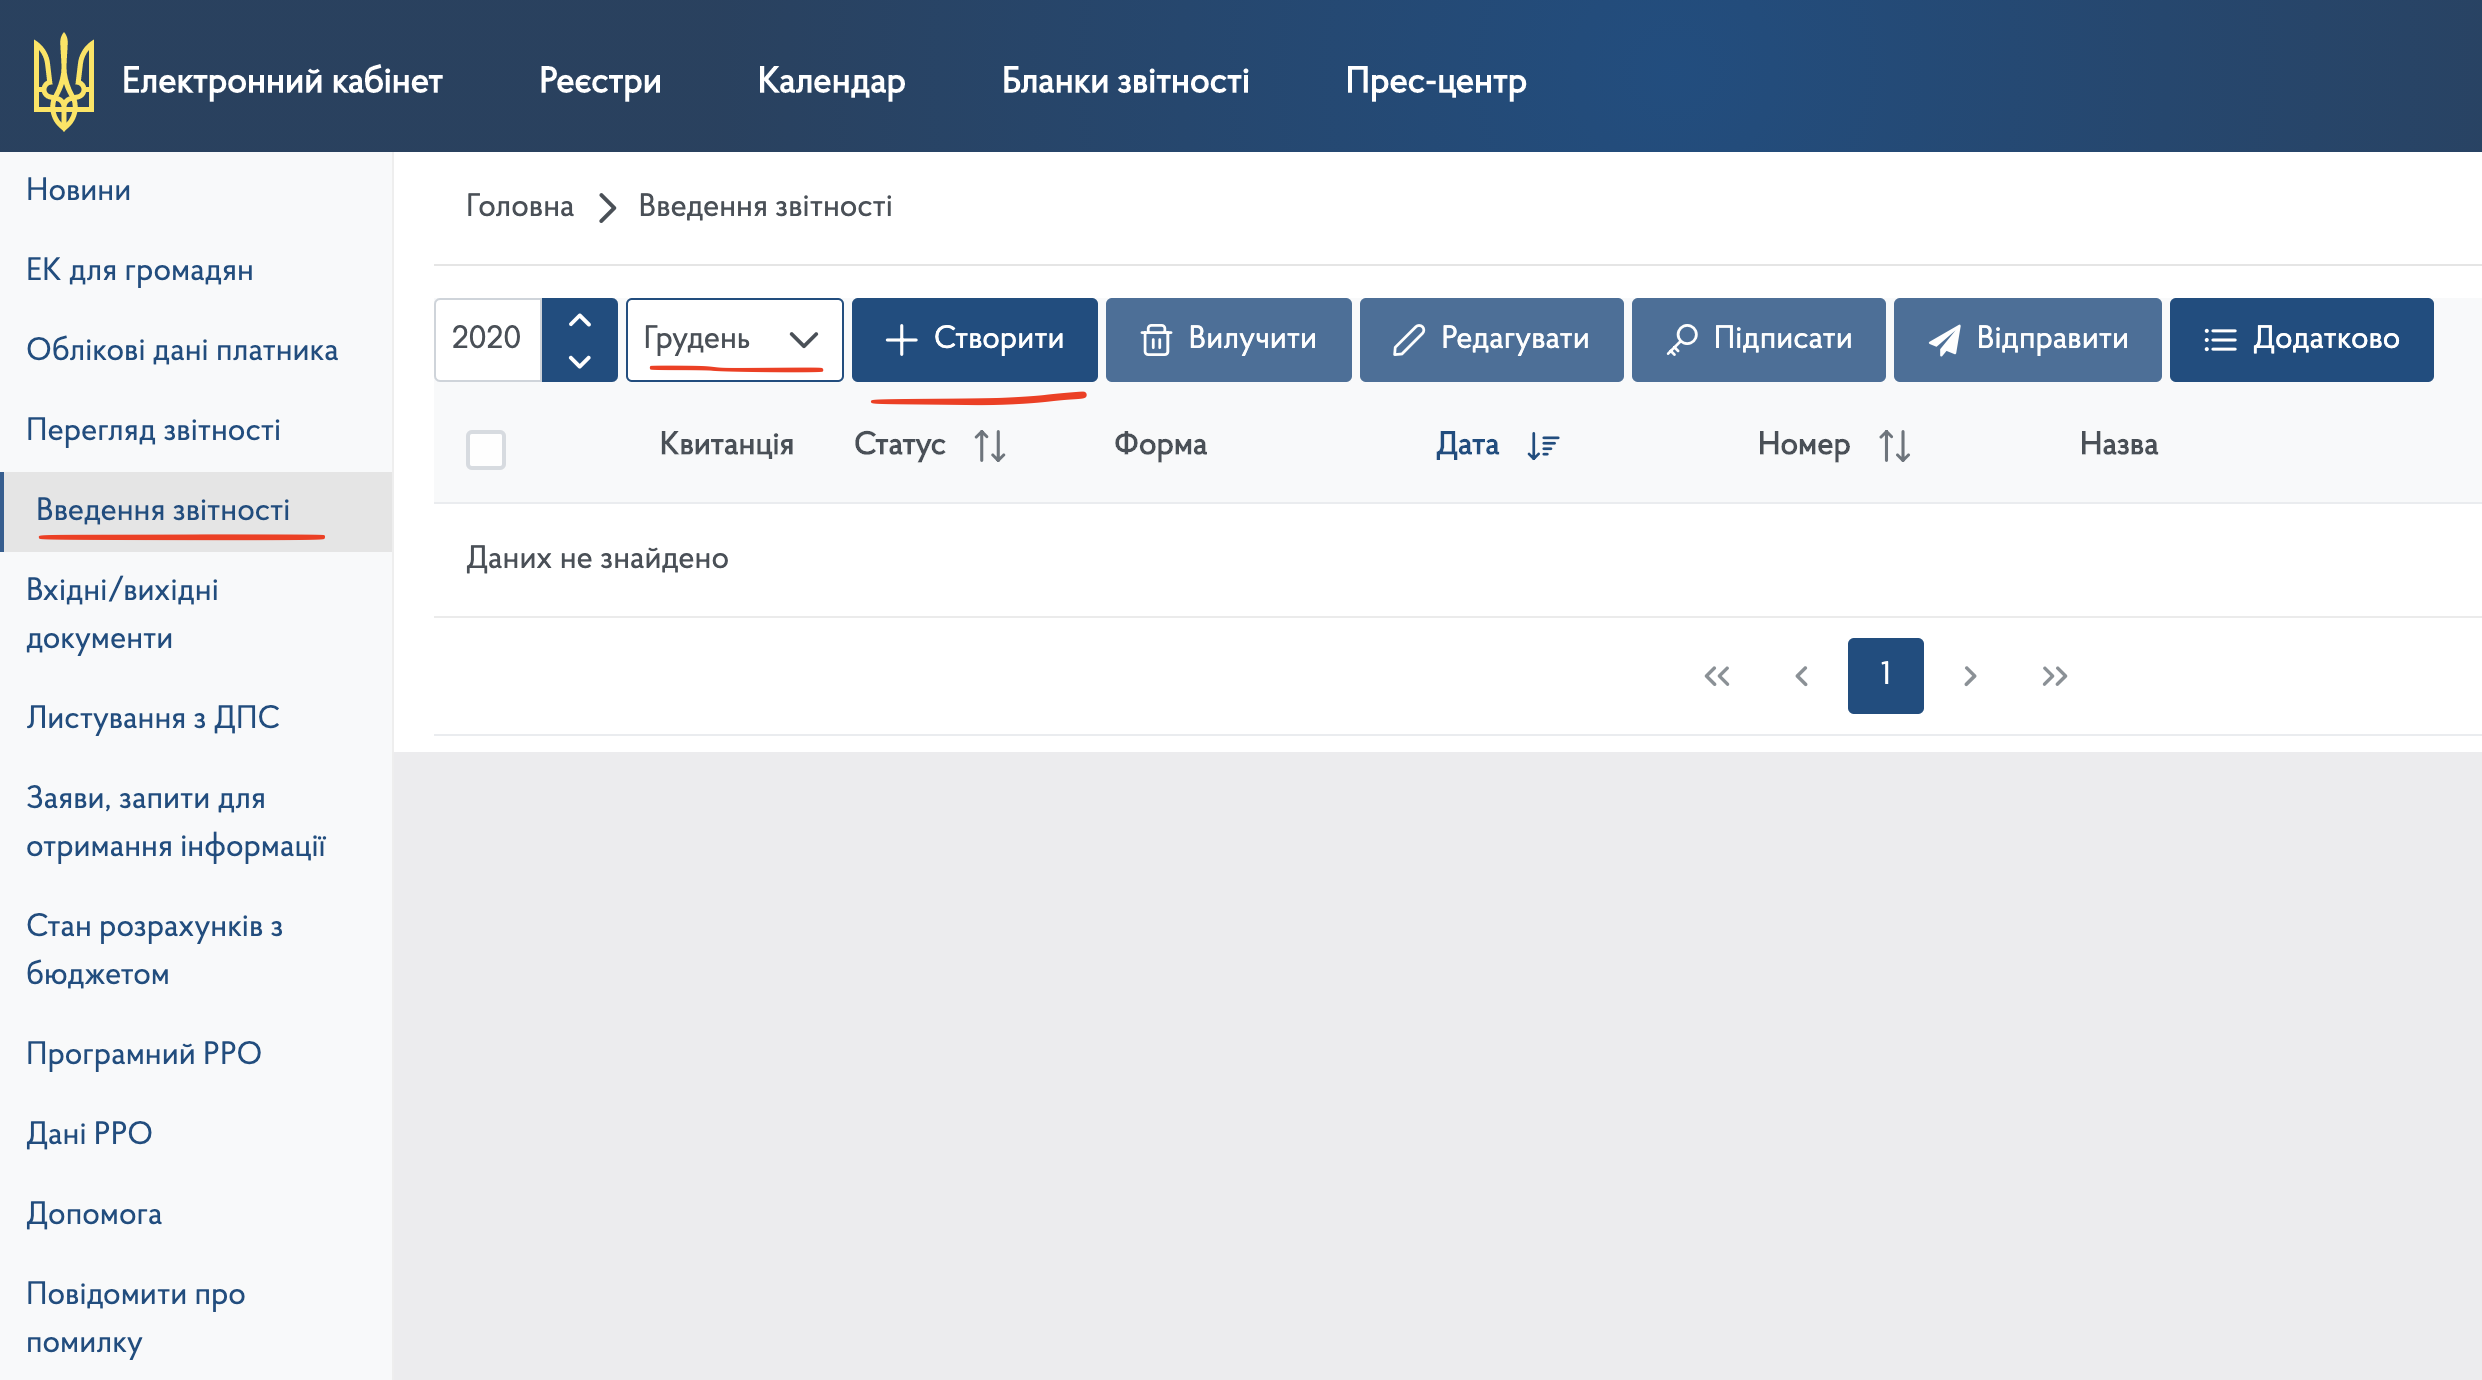 Електронний кабінет Реєстри Календар Бланки звітності Прес-центр
Новини
ЕК для громадян
Облікові дані платника
Перегляд звітності
Введення звітності
Вхідні/вихідні
документи
Листування з ДПС
Заяви, запити для
отримання інформації
Стан розрахунків з
бюджетом
Програмний РРО
Дані РРО
Допомога
Повідомити про
помилку
Головна Введення звітності
2020 Грудень Створити Вилучити Редагувати Підписати Відправити Додатково
Квитанція Статус Форма Дата Номер Назва
Даних не знайдено
1